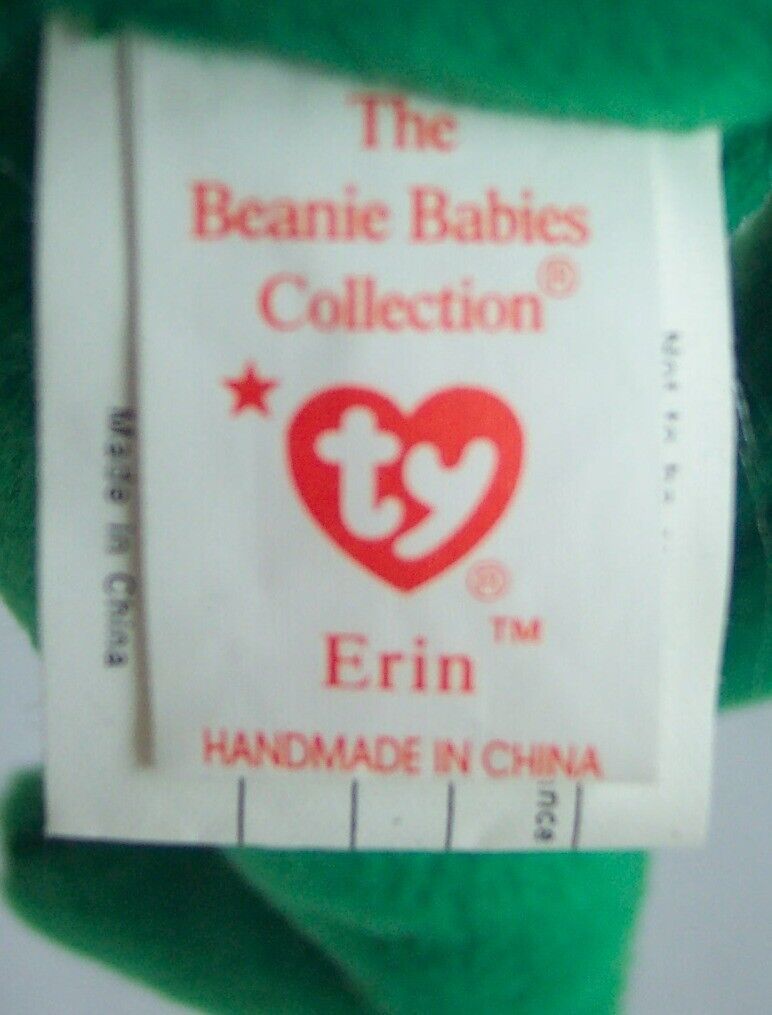 The
Beanie Babies
Collection®
ty®
Erin™
HANDMADE IN CHINA
Made in China